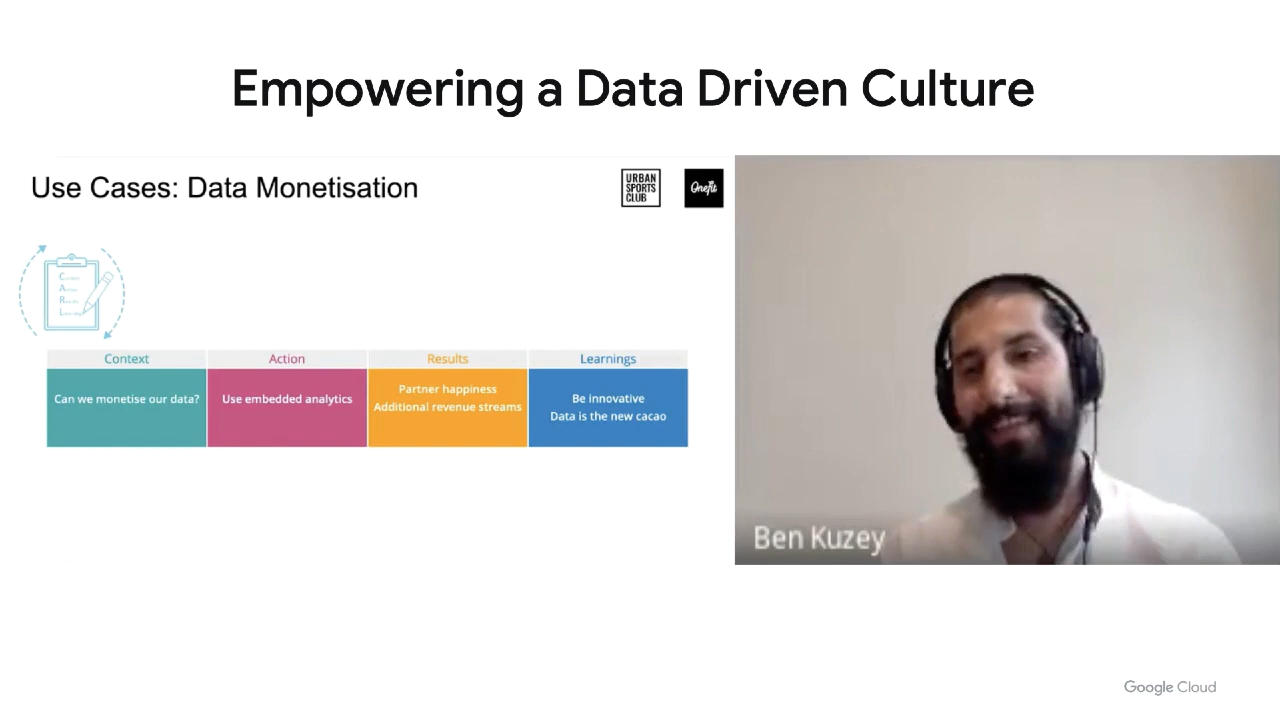 Empowering a Data Driven Culture
Use Cases: Data Monetisation
URBAN
SPORTS
CLUB
Onefit
Context
Action
Results
Learnings
Can we monetise our data?
Use embedded analytics
Partner happiness
Additional revenue streams
Be innovative
Data is the new cacao
Ben Kuzey
Google Cloud